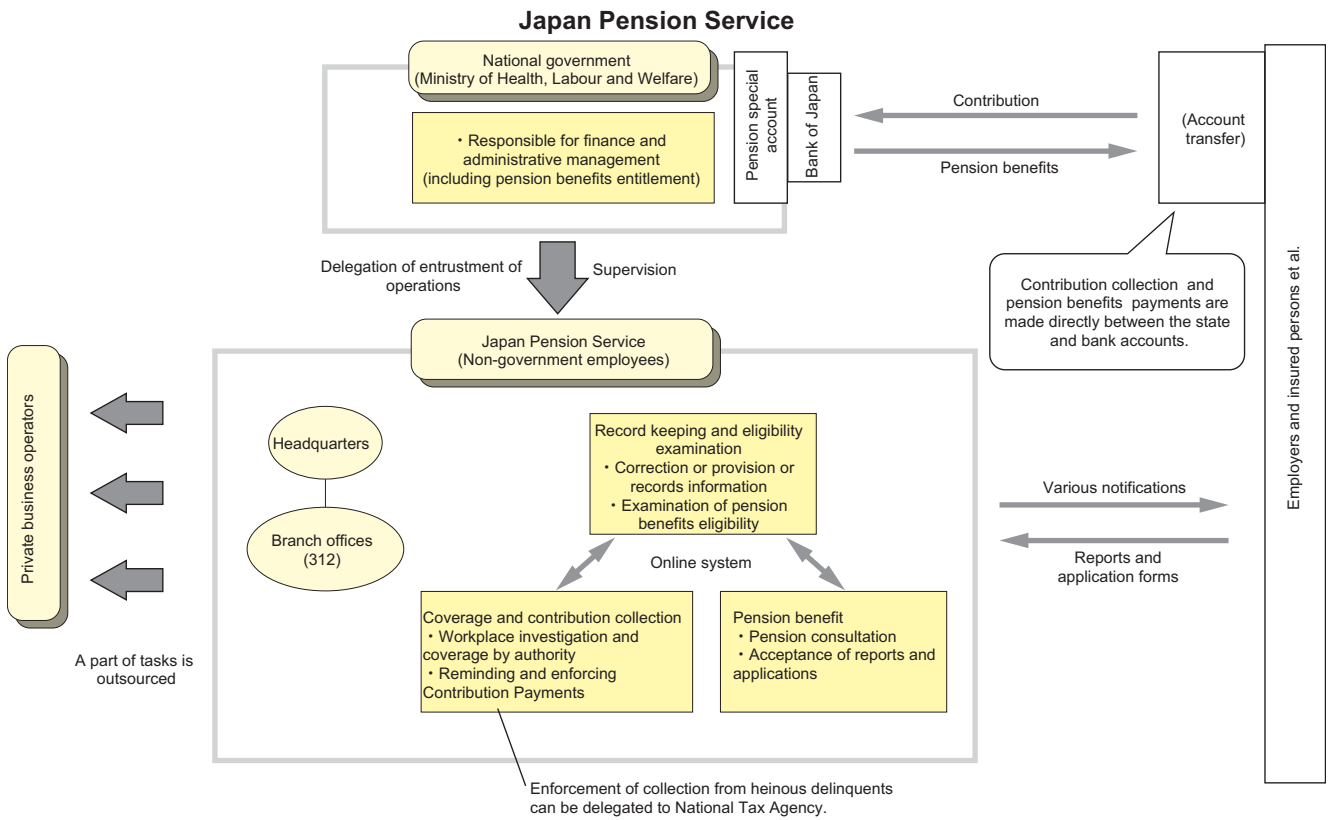 Japan Pension Service
National government
(Ministry of Health, Labour and Welfare)
・Responsible for finance and
administrative management
(including pension benefits entitlement)
Pension special
account
Bank of Japan
Contribution
Pension benefits
(Account
transfer)
Employers and insured persons et al.
Contribution collection and
pension benefits payments are
made directly between the state
and bank accounts.
Delegation of entrustment of
operations
Supervision
Japan Pension Service
(Non-government employees)
Private business operators
A part of tasks is
outsourced
Headquarters
Branch offices
(312)
Record keeping and eligibility
examination
・Correction or provision or
records information
・Examination of pension
benefits eligibility
Online system
Coverage and contribution collection
・Workplace investigation and
coverage by authority
・Reminding and enforcing
Contribution Payments
Pension benefit
・Pension consultation
・Acceptance of reports and
applications
Various notifications
Reports and
application forms
Enforcement of collection from heinous delinquents
can be delegated to National Tax Agency.